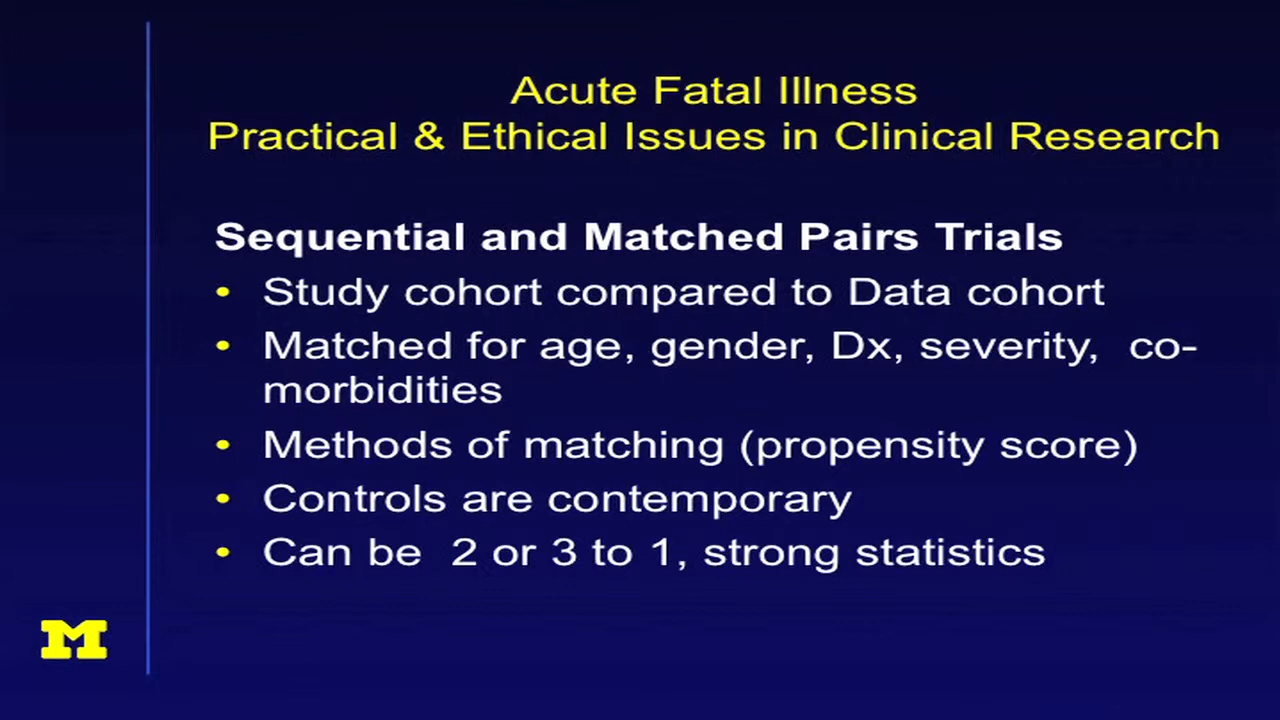 Acute Fatal Illness
Practical & Ethical Issues in Clinical Research
Sequential and Matched Pairs Trials
• Study cohort compared to Data cohort
• Matched for age, gender, Dx, severity, co-
morbidities
• Methods of matching (propensity score)
• Controls are contemporary
• Can be 2 or 3 to 1, strong statistics
M